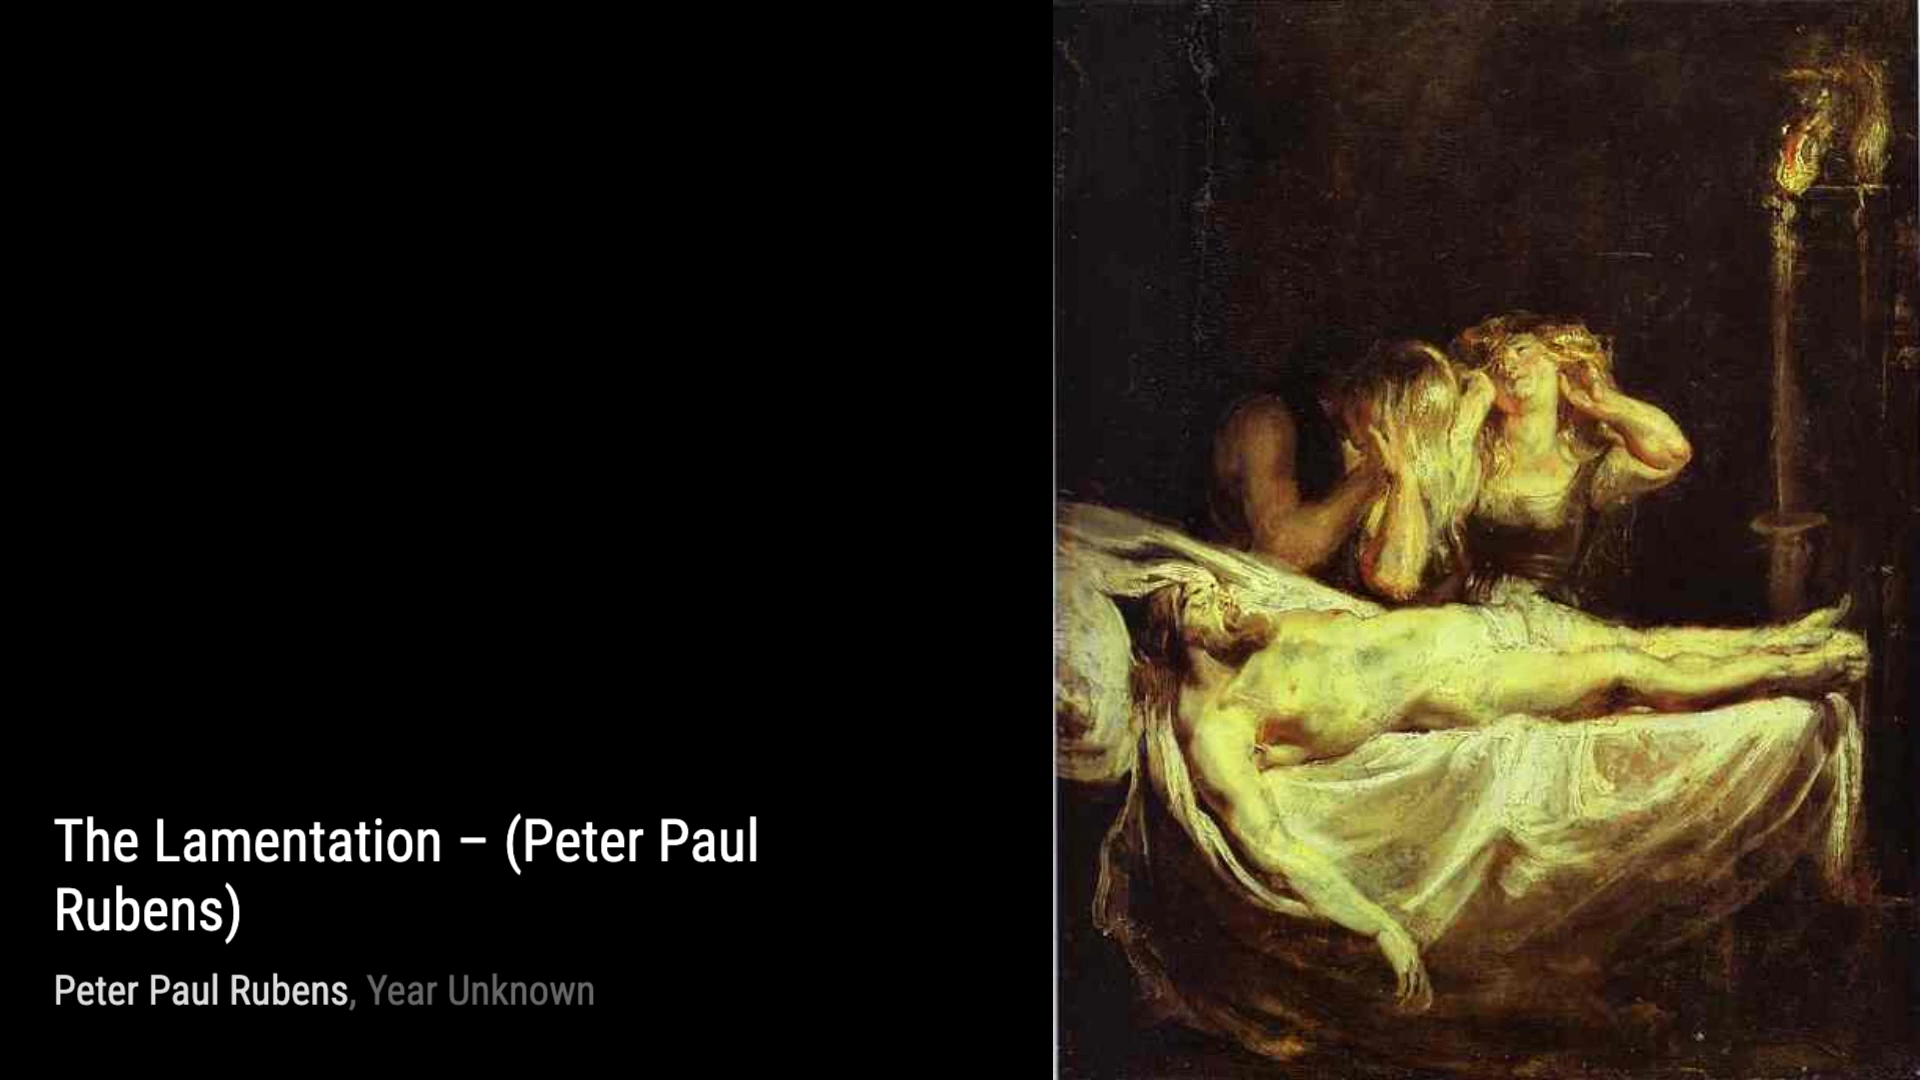 The Lamentation – (Peter Paul
Rubens)
Peter Paul Rubens, Year Unknown